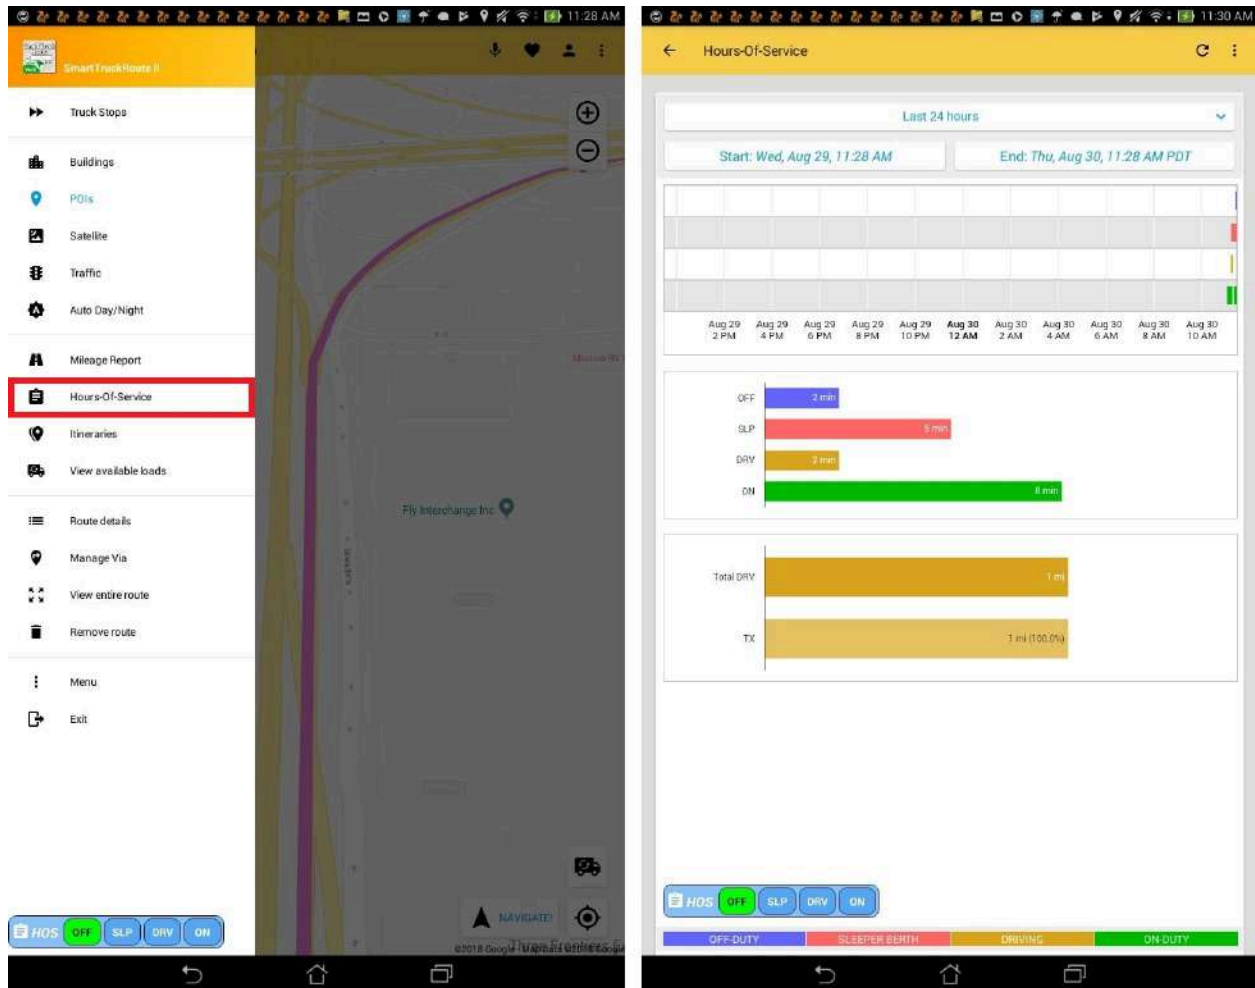 11:28 AM
SmartTruckRoute II
Truck Stops
Buildings
POIs
Satellite
Traffic
Auto Day/Night
Mileage Report
Hours-Of-Service
Itineraries
View available loads
Route details
Manage Via
View entire route
Remove route
Menu
Exit
HOS OFF SLP DRV ON
Fly Interchange Inc
NAVIGATE!
©2018 Google
11:30 AM
Hours-Of-Service
Last 24 hours
Start: Wed, Aug 29, 11:28 AM
End: Thu, Aug 30, 11:28 AM PDT
Aug 29 Aug 29 Aug 29 Aug 29 Aug 29 Aug 30 Aug 30 Aug 30 Aug 30 Aug 30 Aug 30
2 PM 4 PM 6 PM 8 PM 10 PM 12 AM 2 AM 4 AM 6 AM 8 AM 10 AM
OFF 2 min
SLP 5 min
DRV 2 min
ON 8 min
Total DRV 1 mi
TX 1 mi (100.0%)
HOS OFF SLP DRV ON
OFF-DUTY SLEEPER BERTH DRIVING ON-DUTY